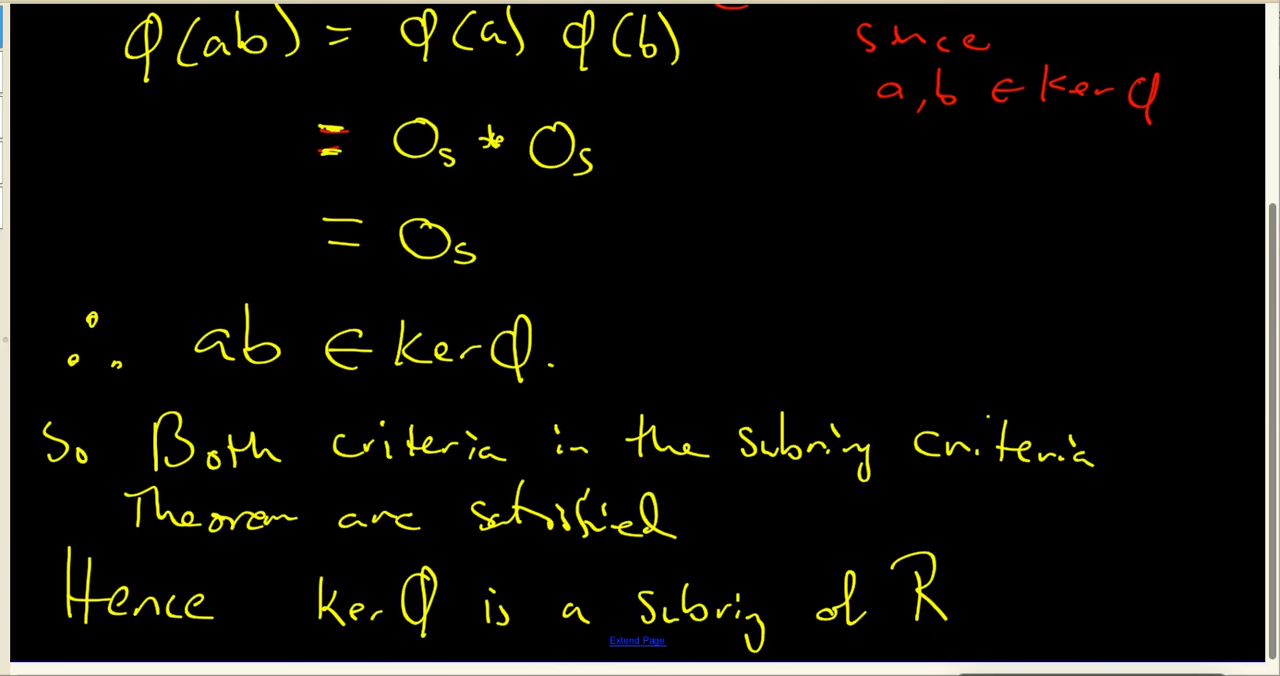 φ(ab) = φ(a) φ(b)
since
a, b ∈ ker φ
= 0s * 0s
= 0s
∴ ab ∈ ker φ.
So Both criteria in the subring criteria
Theorem are satisfied
Hence ker φ is a subring of R
Extend Page